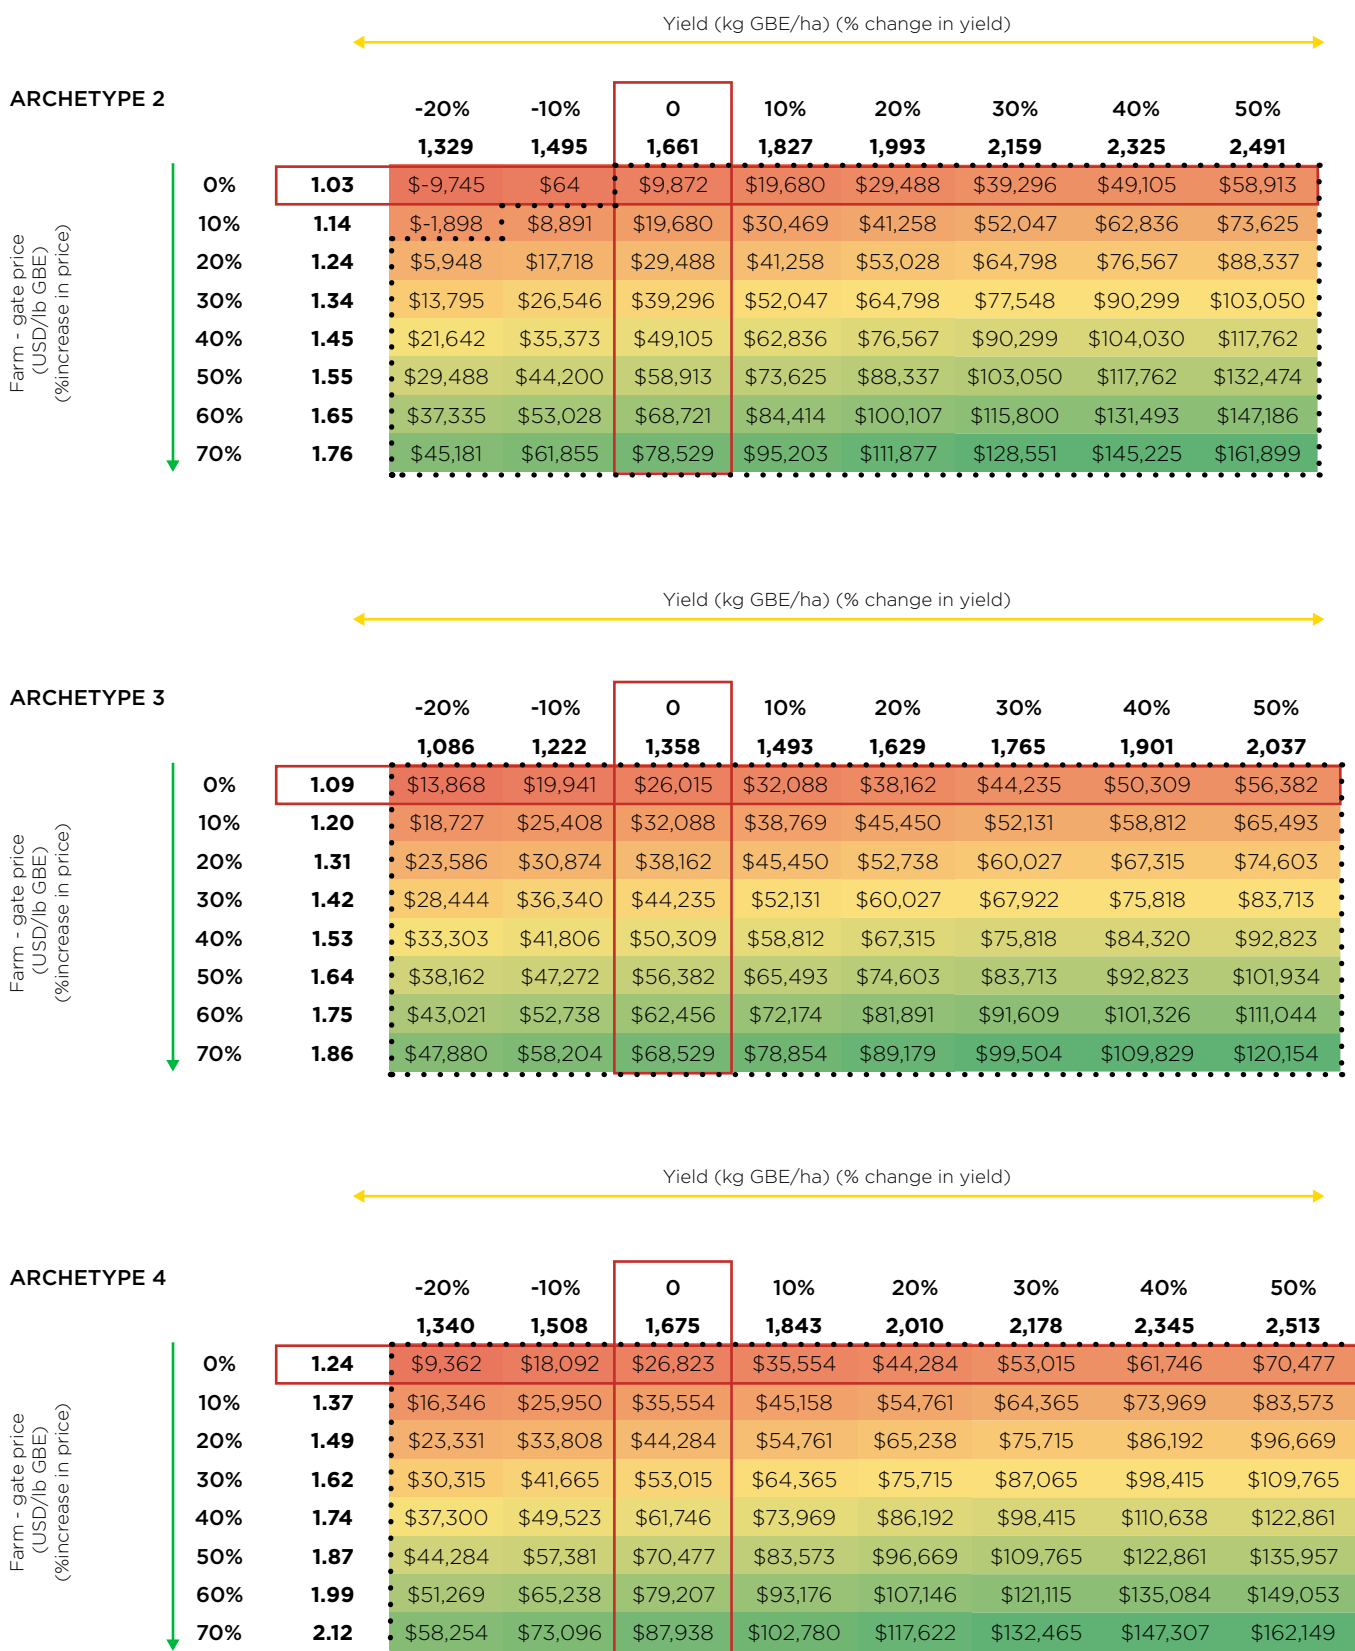 Yield (kg GBE/ha) (% change in yield)
ARCHETYPE 2
-20% -10% 0 10% 20% 30% 40% 50%
1,329 1,495 1,661 1,827 1,993 2,159 2,325 2,491
Farm - gate price
(USD/lb GBE)
(%increase in price)
0% 1.03 $-9,745 $64 $9,872 $19,680 $29,488 $39,296 $49,105 $58,913
10% 1.14 $-1,898 $8,891 $19,680 $30,469 $41,258 $52,047 $62,836 $73,625
20% 1.24 $5,948 $17,718 $29,488 $41,258 $53,028 $64,798 $76,567 $88,337
30% 1.34 $13,795 $26,546 $39,296 $52,047 $64,798 $77,548 $90,299 $103,050
40% 1.45 $21,642 $35,373 $49,105 $62,836 $76,567 $90,299 $104,030 $117,762
50% 1.55 $29,488 $44,200 $58,913 $73,625 $88,337 $103,050 $117,762 $132,474
60% 1.65 $37,335 $53,028 $68,721 $84,414 $100,107 $115,800 $131,493 $147,186
70% 1.76 $45,181 $61,855 $78,529 $95,203 $111,877 $128,551 $145,225 $161,899
Yield (kg GBE/ha) (% change in yield)
ARCHETYPE 3
-20% -10% 0 10% 20% 30% 40% 50%
1,086 1,222 1,358 1,493 1,629 1,765 1,901 2,037
Farm - gate price
(USD/lb GBE)
(%increase in price)
0% 1.09 $13,868 $19,941 $26,015 $32,088 $38,162 $44,235 $50,309 $56,382
10% 1.20 $18,727 $25,408 $32,088 $38,769 $45,450 $52,131 $58,812 $65,493
20% 1.31 $23,586 $30,874 $38,162 $45,450 $52,738 $60,027 $67,315 $74,603
30% 1.42 $28,444 $36,340 $44,235 $52,131 $60,027 $67,922 $75,818 $83,713
40% 1.53 $33,303 $41,806 $50,309 $58,812 $67,315 $75,818 $84,320 $92,823
50% 1.64 $38,162 $47,272 $56,382 $65,493 $74,603 $83,713 $92,823 $101,934
60% 1.75 $43,021 $52,738 $62,456 $72,174 $81,891 $91,609 $101,326 $111,044
70% 1.86 $47,880 $58,204 $68,529 $78,854 $89,179 $99,504 $109,829 $120,154
Yield (kg GBE/ha) (% change in yield)
ARCHETYPE 4
-20% -10% 0 10% 20% 30% 40% 50%
1,340 1,508 1,675 1,843 2,010 2,178 2,345 2,513
Farm - gate price
(USD/lb GBE)
(%increase in price)
0% 1.24 $9,362 $18,092 $26,823 $35,554 $44,284 $53,015 $61,746 $70,477
10% 1.37 $16,346 $25,950 $35,554 $45,158 $54,761 $64,365 $73,969 $83,573
20% 1.49 $23,331 $33,808 $44,284 $54,761 $65,238 $75,715 $86,192 $96,669
30% 1.62 $30,315 $41,665 $53,015 $64,365 $75,715 $87,065 $98,415 $109,765
40% 1.74 $37,300 $49,523 $61,746 $73,969 $86,192 $98,415 $110,638 $122,861
50% 1.87 $44,284 $57,381 $70,477 $83,573 $96,669 $109,765 $122,861 $135,957
60% 1.99 $51,269 $65,238 $79,207 $93,176 $107,146 $121,115 $135,084 $149,053
70% 2.12 $58,254 $73,096 $87,938 $102,780 $117,622 $132,465 $147,307 $162,149